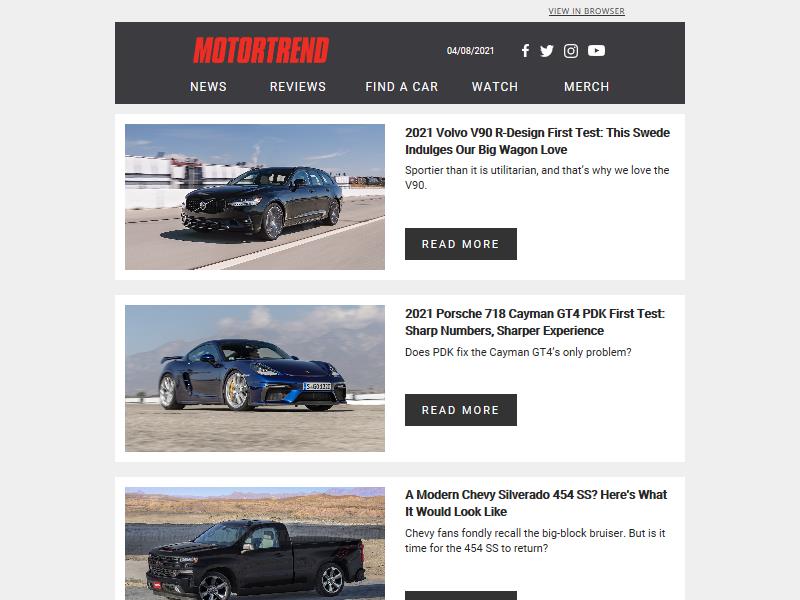 VIEW IN BROWSER
MOTORTREND
04/08/2021
NEWS REVIEWS FIND A CAR WATCH MERCH
2021 Volvo V90 R-Design First Test: This Swede
Indulges Our Big Wagon Love
Sportier than it is utilitarian, and that's why we love the
V90.
READ MORE
2021 Porsche 718 Cayman GT4 PDK First Test:
Sharp Numbers, Sharper Experience
Does PDK fix the Cayman GT4's only problem?
READ MORE
A Modern Chevy Silverado 454 SS? Here's What
It Would Look Like
Chevy fans fondly recall the big-block bruiser. But is it
time for the 454 SS to return?